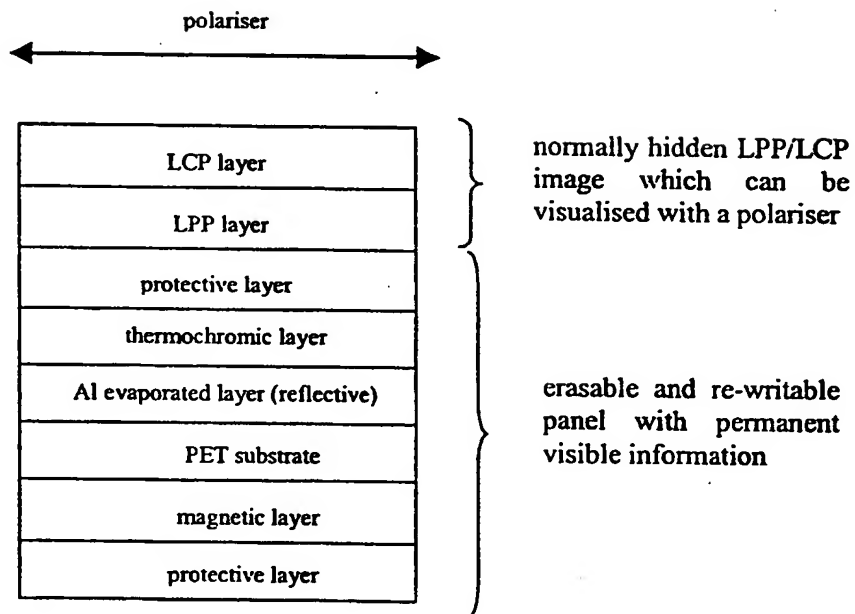 polariser
LCP layer
LPP layer
protective layer
thermochromic layer
Al evaporated layer (reflective)
PET substrate
magnetic layer
protective layer
normally hidden LPP/LCP
image which can be
visualised with a polariser
erasable and re-writable
panel with permanent
visible information